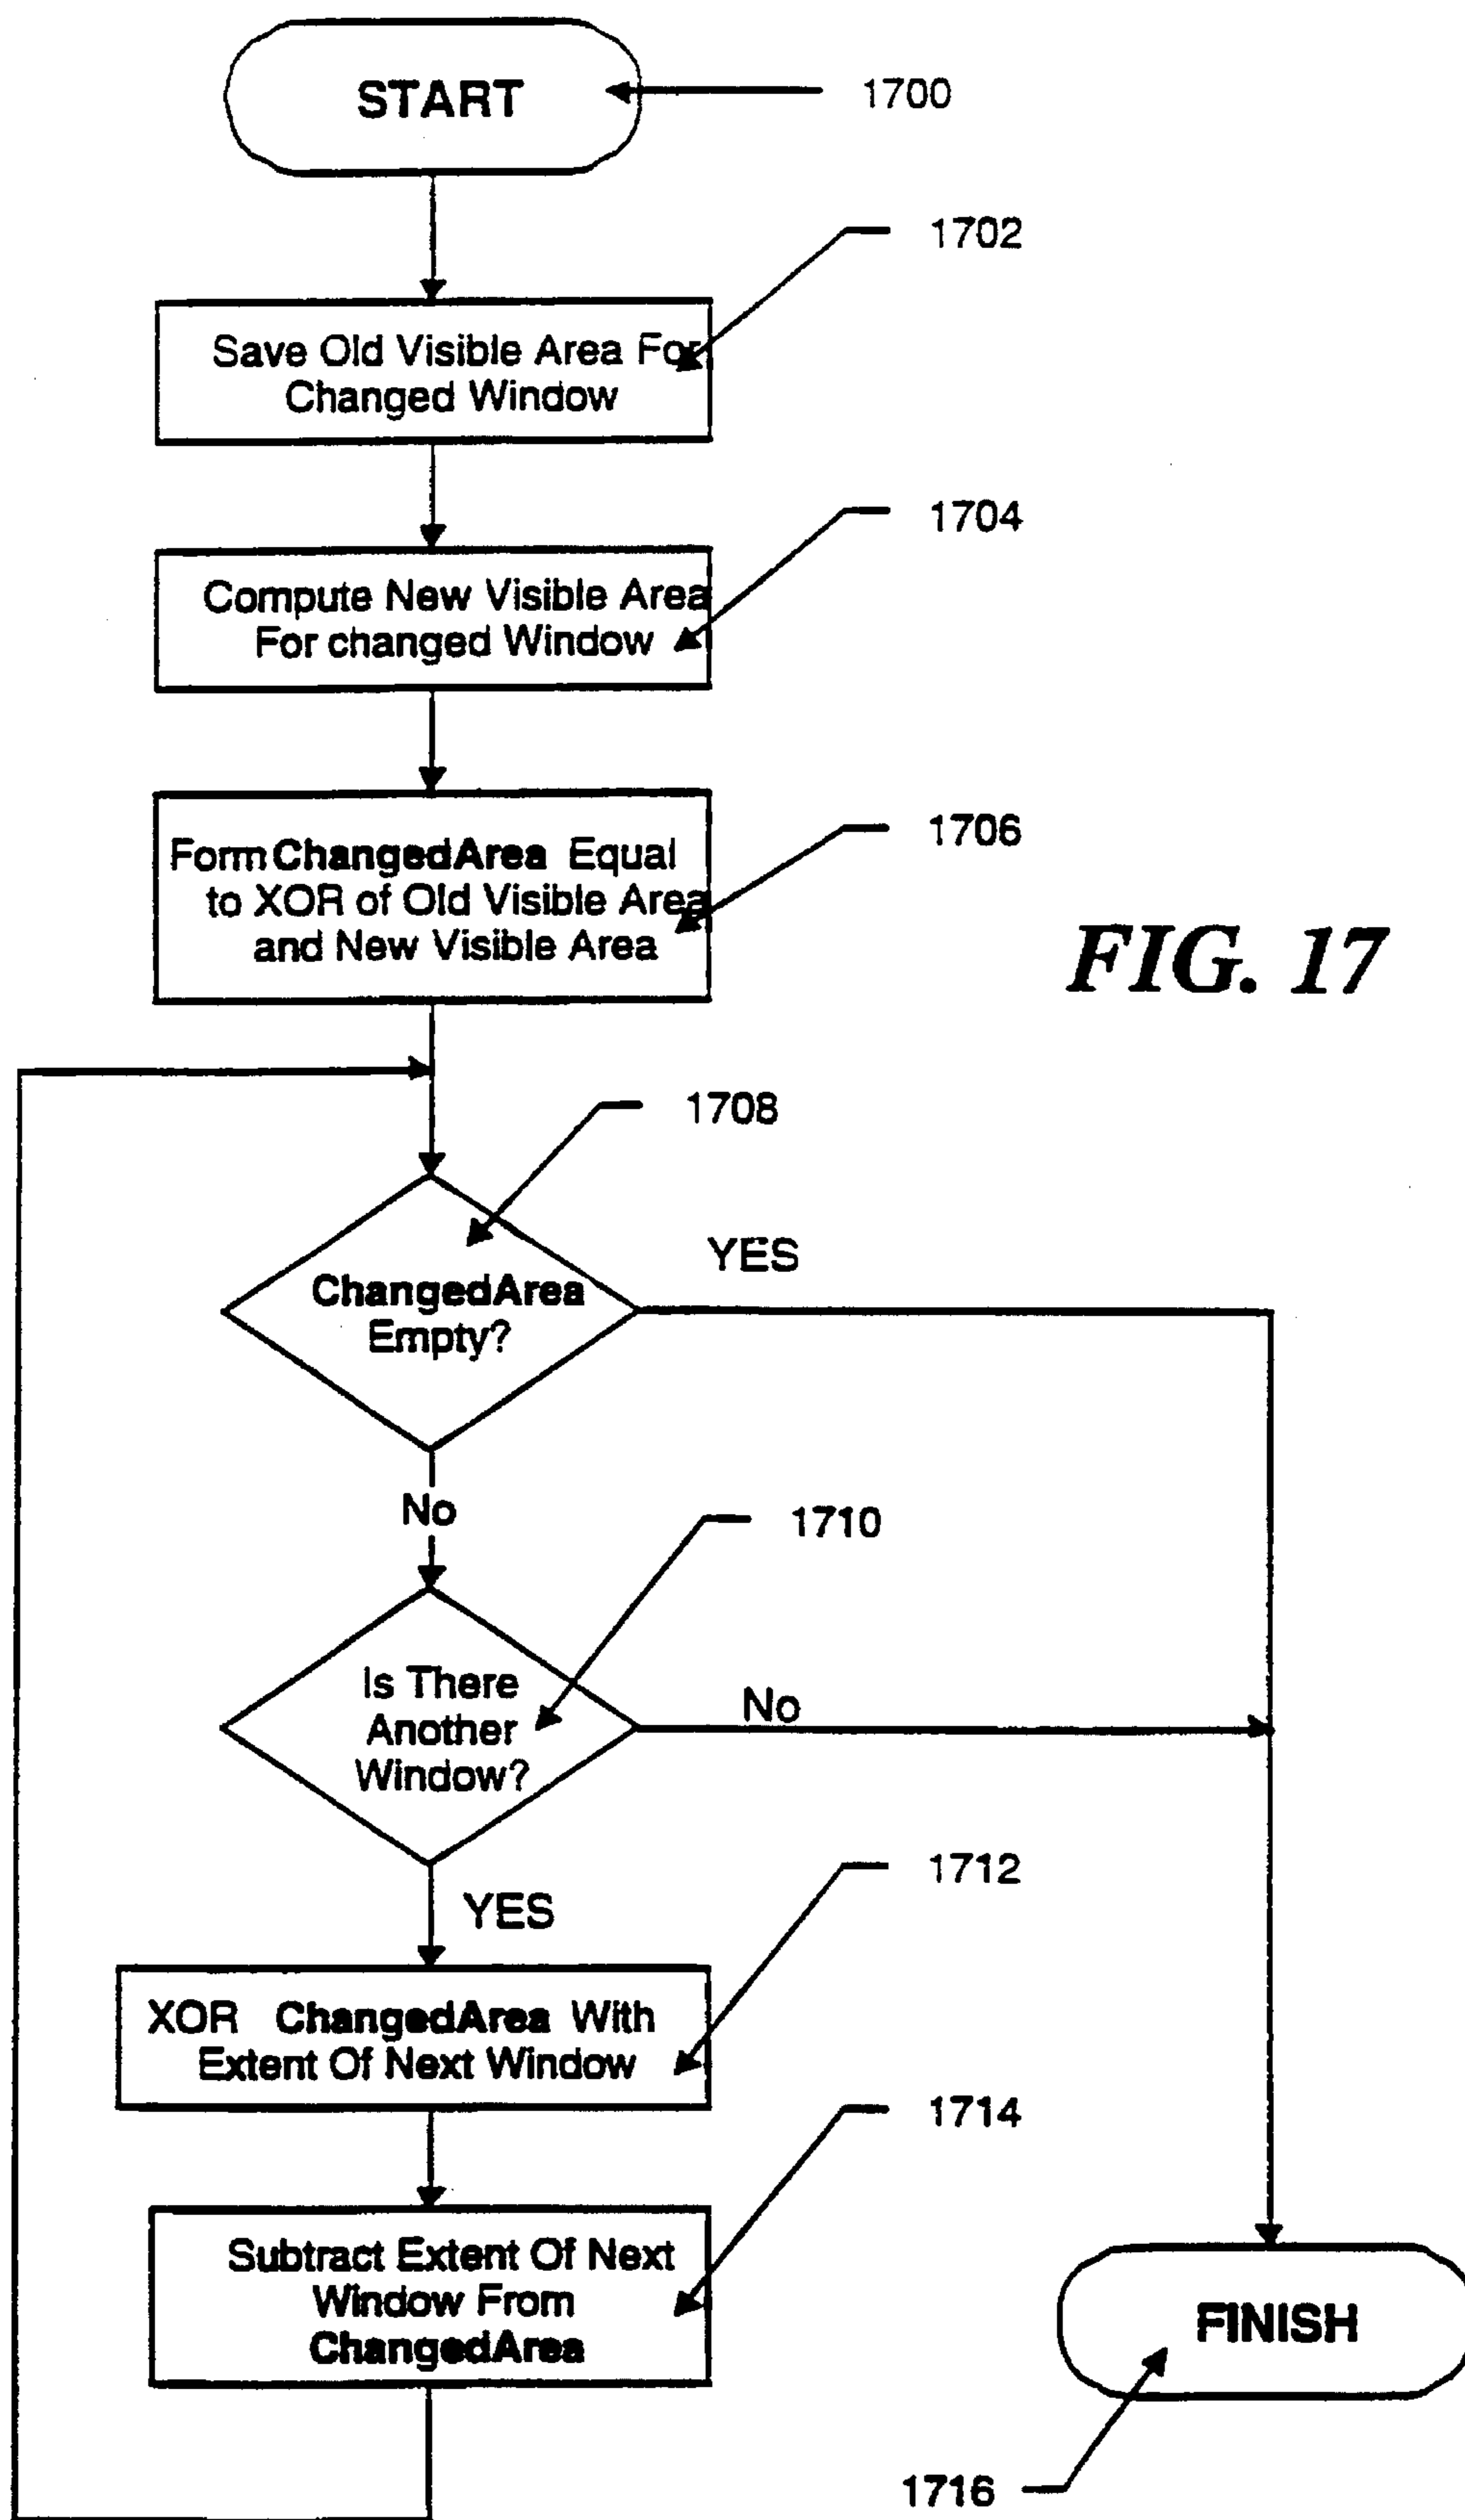 START
1700
1702
Save Old Visible Area For
Changed Window
1704
Compute New Visible Area
For changed Window
1706
Form ChangedArea Equal
to XOR of Old Visible Area
and New Visible Area
FIG. 17
1708
YES
ChangedArea
Empty?
No
1710
Is There
Another
Window?
No
1712
YES
XOR ChangedArea With
Extent Of Next Window
1714
Subtract Extent Of Next
Window From
ChangedArea
FINISH
1716